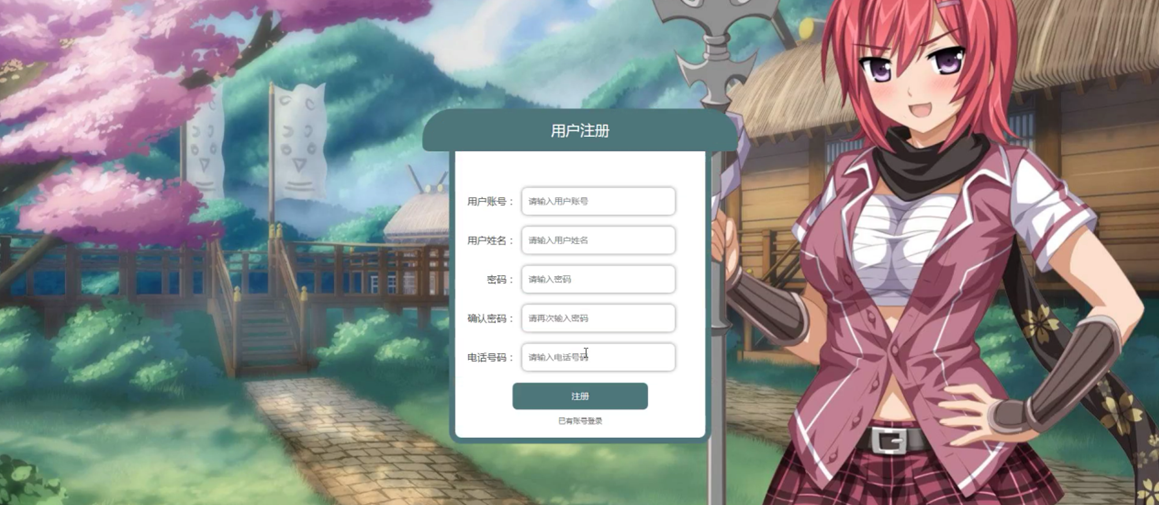 用户注册
用户账号： 请输入用户账号
用户姓名： 请输入用户姓名
密码： 请输入密码
确认密码： 请再次输入密码
电话号码： 请输入电话号码
注册
已有账号登录